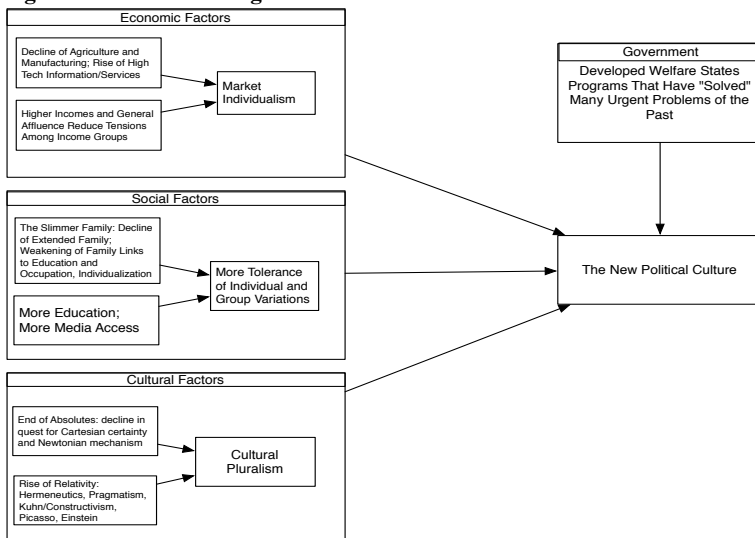 Economic Factors
Decline of Agriculture and
Manufacturing; Rise of High
Tech Information/Services
Higher Incomes and General
Affluence Reduce Tensions
Among Income Groups
Market
Individualism
Government
Developed Welfare States
Programs That Have "Solved"
Many Urgent Problems of the
Past
Social Factors
The Slimmer Family: Decline
of Extended Family;
Weakening of Family Links
to Education and
Occupation, Individualization
More Education;
More Media Access
More Tolerance
of Individual and
Group Variations
The New Political Culture
Cultural Factors
End of Absolutes: decline in
quest for Cartesian certainty
and Newtonian mechanism
Rise of Relativity:
Hermeneutics, Pragmatism,
Kuhn/Constructivism,
Picasso, Einstein
Cultural
Pluralism